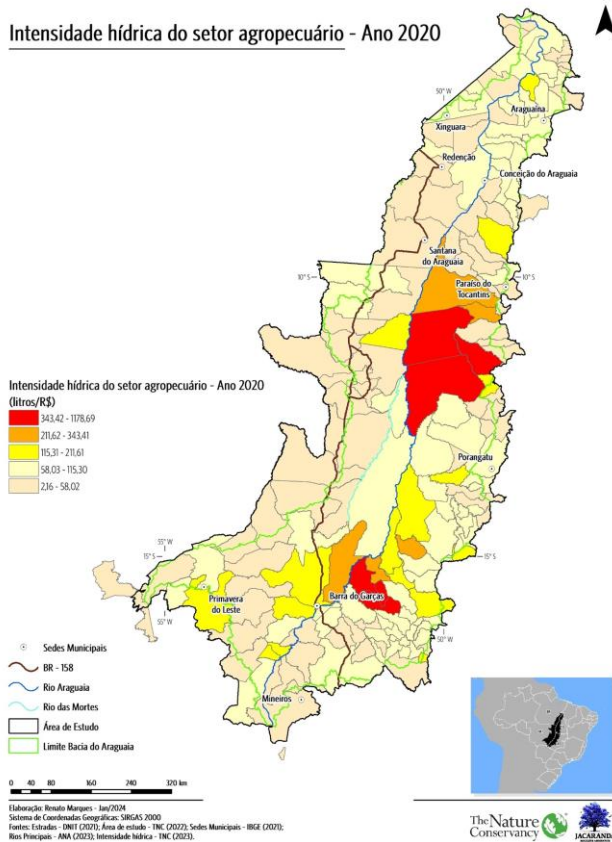 Intensidade hídrica do setor agropecuário - Ano 2020
50° W
Araguaína
Xinguara
Redenção
Conceição do Araguaia
Santana
do Araguaia
10° S
10° S
Paraíso do
Tocantins
Intensidade hídrica do setor agropecuário - Ano 2020
(litros/R$)
343,42 - 1178,69
211,62 - 343,41
115,31 - 211,61
58,03 - 115,30
2,16 - 58,02
Porangatu
55° W
15° S
15° S
Primavera
do Leste
Barra do Garças
55° W
50° W
Mineiros
Sedes Municipais
BR - 158
Rio Araguaia
Rio das Mortes
Área de Estudo
Limite Bacia do Araguaia
0 40 80 160 240 320 km
Elaboração: Renato Marques - Jan/2024
Sistema de Coordenadas Geográficas: SIRGAS 2000
Fontes: Estradas - DNIT (2021); Área de estudo - TNC (2022); Sedes Municipais - IBGE (2021);
Rios Principais - ANA (2023); Intensidade hídrica - TNC (2023).
The Nature
Conservancy
JACARANDÁ